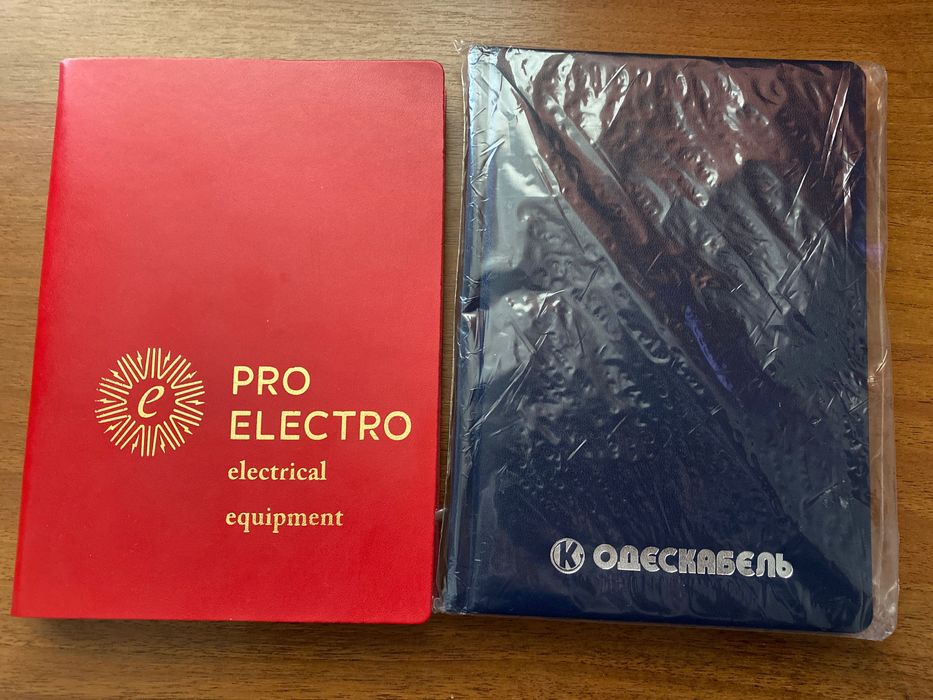 e
PRO
ELECTRO
electrical
equipment
К ОДЕСКАБЕЛЬ